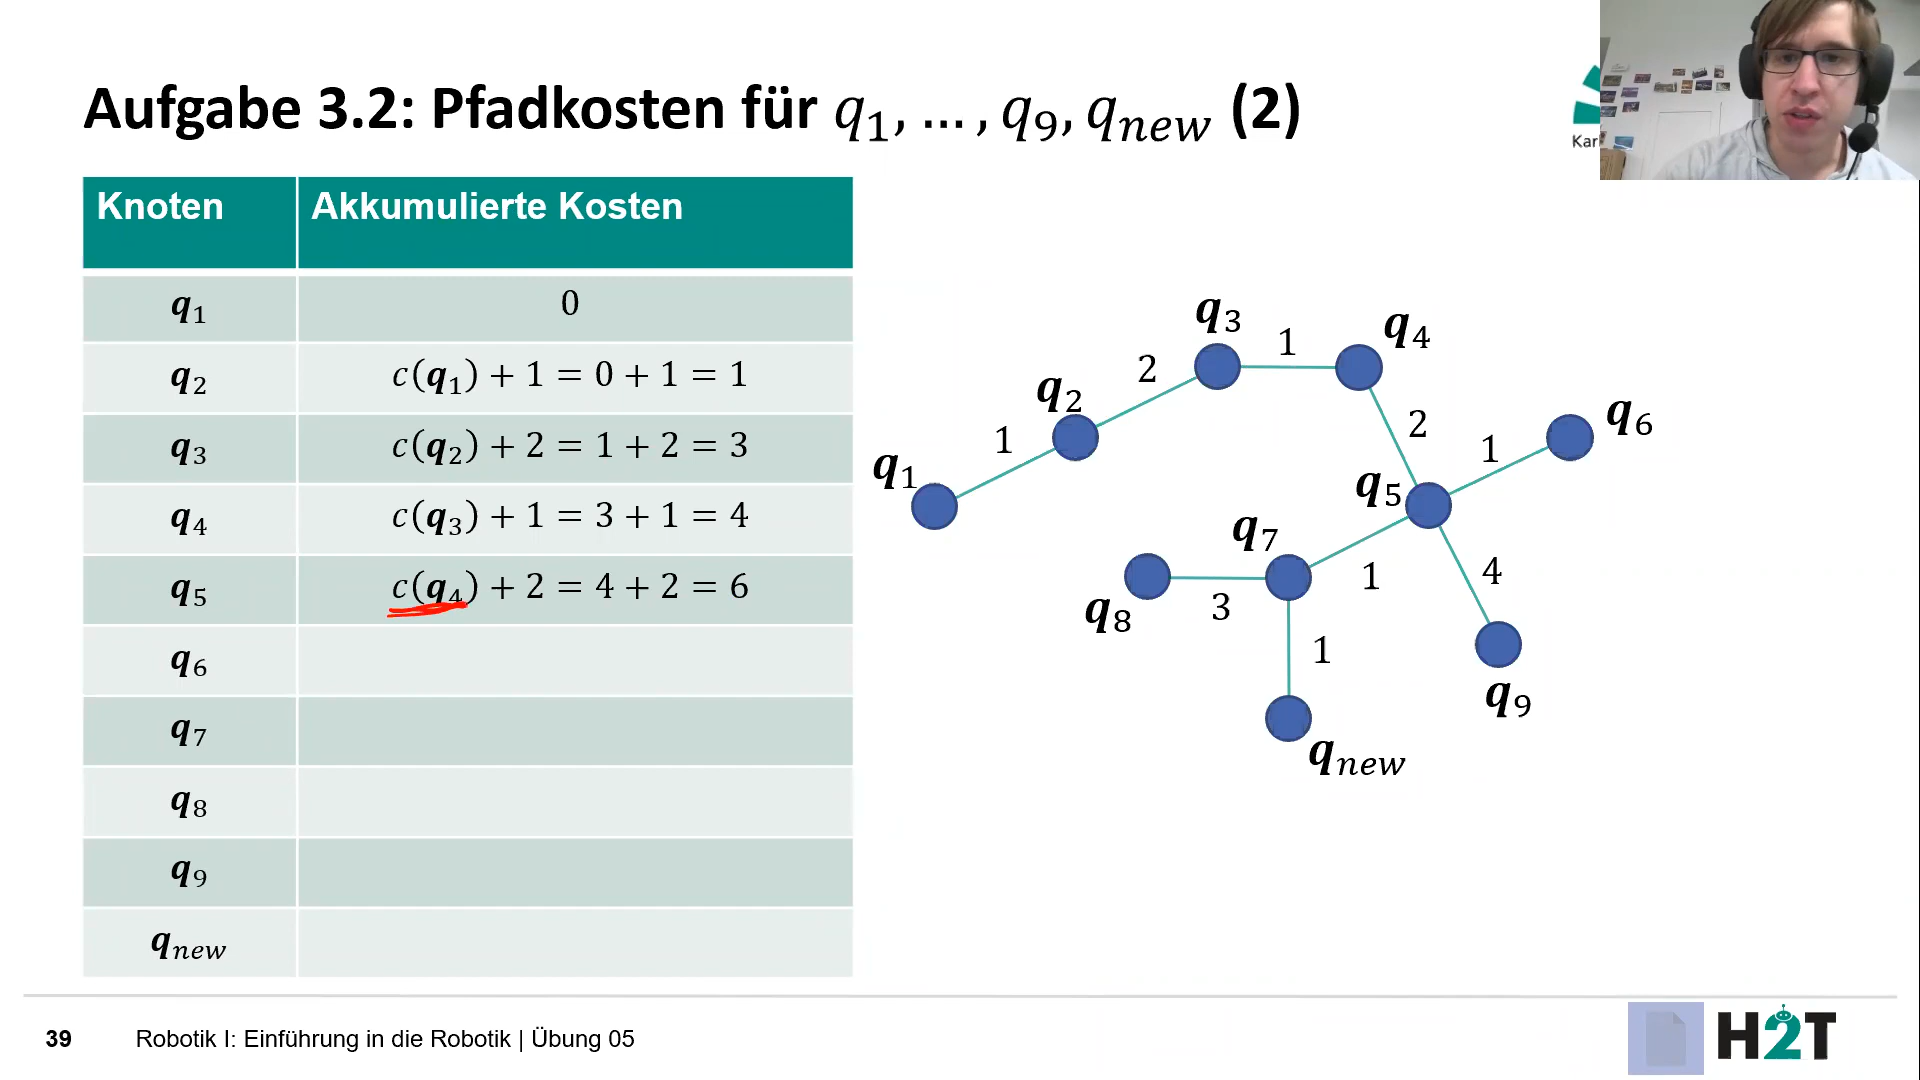 Aufgabe 3.2: Pfadkosten für q₁, … , q₉, qₙₑw (2)
Kar
Knoten Akkumulierte Kosten
q₁ 0
q₂ c(q₁) + 1 = 0 + 1 = 1
q₃ c(q₂) + 2 = 1 + 2 = 3
q₄ c(q₃) + 1 = 3 + 1 = 4
q₅ c(q₄) + 2 = 4 + 2 = 6
q₆
q₇
q₈
q₉
qₙₑw
q₃ 1 q₄
2
q₂
q₆
1
2
1
q₁
q₅
q₇
1
4
q₈ 3
1
q₉
qₙₑw
39 Robotik I: Einführung in die Robotik | Übung 05
H2T